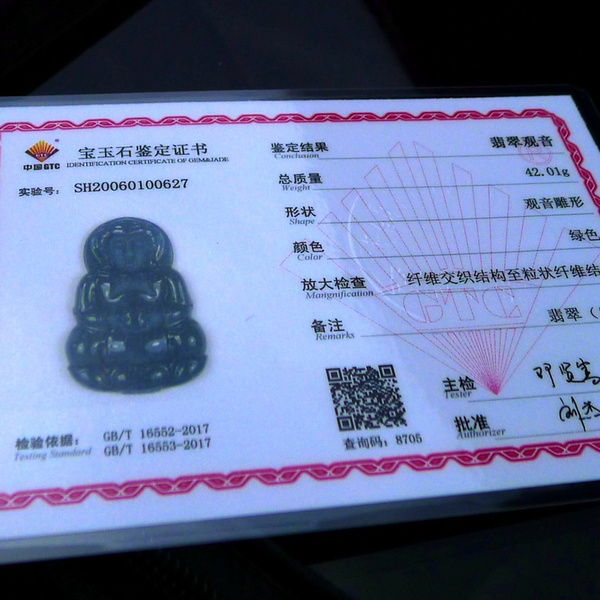 中国GTC
宝玉石鉴定证书
IDENTIFICATION CERTIFICATE OF GEM&JADE
实验号: SH20060100627
检验依据: GB/T 16552-2017
Testing Standard GB/T 16553-2017
鉴定结果 翡翠观音
Conclusion
总质量 42.01g
Weight
形状 观音雕形
Shape
颜色 绿色
Color
放大检查 纤维交织结构至粒状纤维结
Mangnification
备注 翡翠（
Remarks
GTC
主检
Tester
批准
Authorizer
查询码: 8705